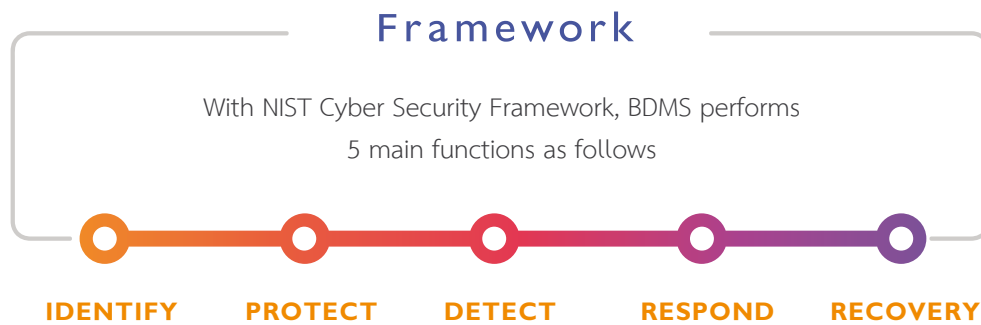 Framework
With NIST Cyber Security Framework, BDMS performs
5 main functions as follows
IDENTIFY PROTECT DETECT RESPOND RECOVERY